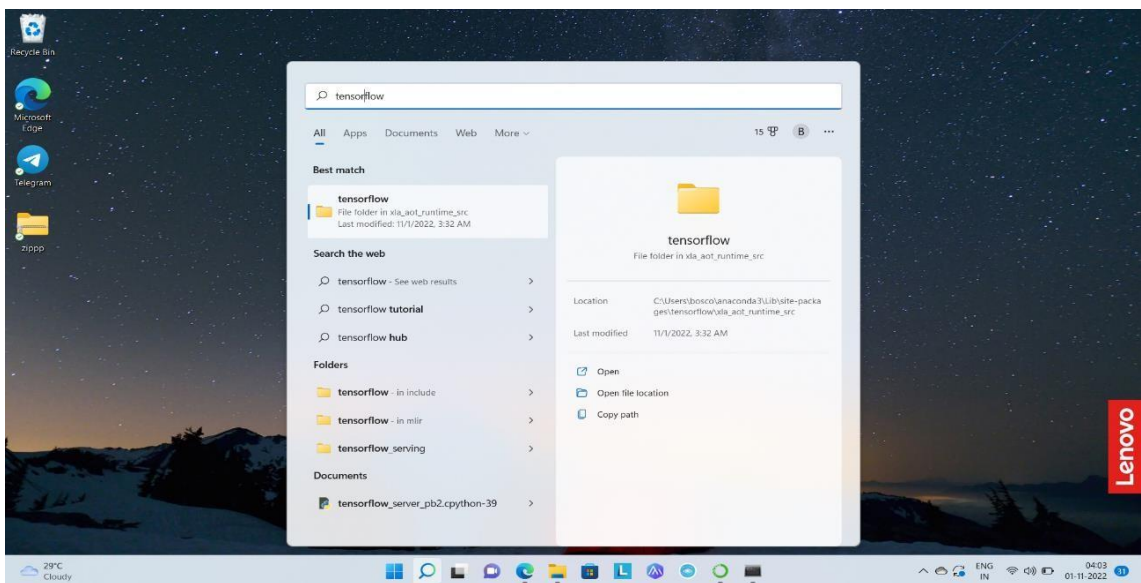 Recycle Bin
Microsoft
Edge
Telegram
zippp
tensorflow
All Apps Documents Web More
15 B ...
Best match
tensorflow
File folder in xla_aot_runtime_src
Last modified: 11/1/2022, 3:32 AM
Search the web
tensorflow - See web results
tensorflow tutorial
tensorflow hub
Folders
tensorflow - in include
tensorflow - in mlir
tensorflow_serving
Documents
tensorflow_server_pb2.cpython-39
tensorflow
File folder in xla_aot_runtime_src
Location C:\Users\bosco\anaconda3\Lib\site-packa
ges\tensorflow\xla_aot_runtime_src
Last modified 11/1/2022, 3:32 AM
Open
Open file location
Copy path
Lenovo
29°C
Cloudy
L
ENG
IN
04:03
01-11-2022
31